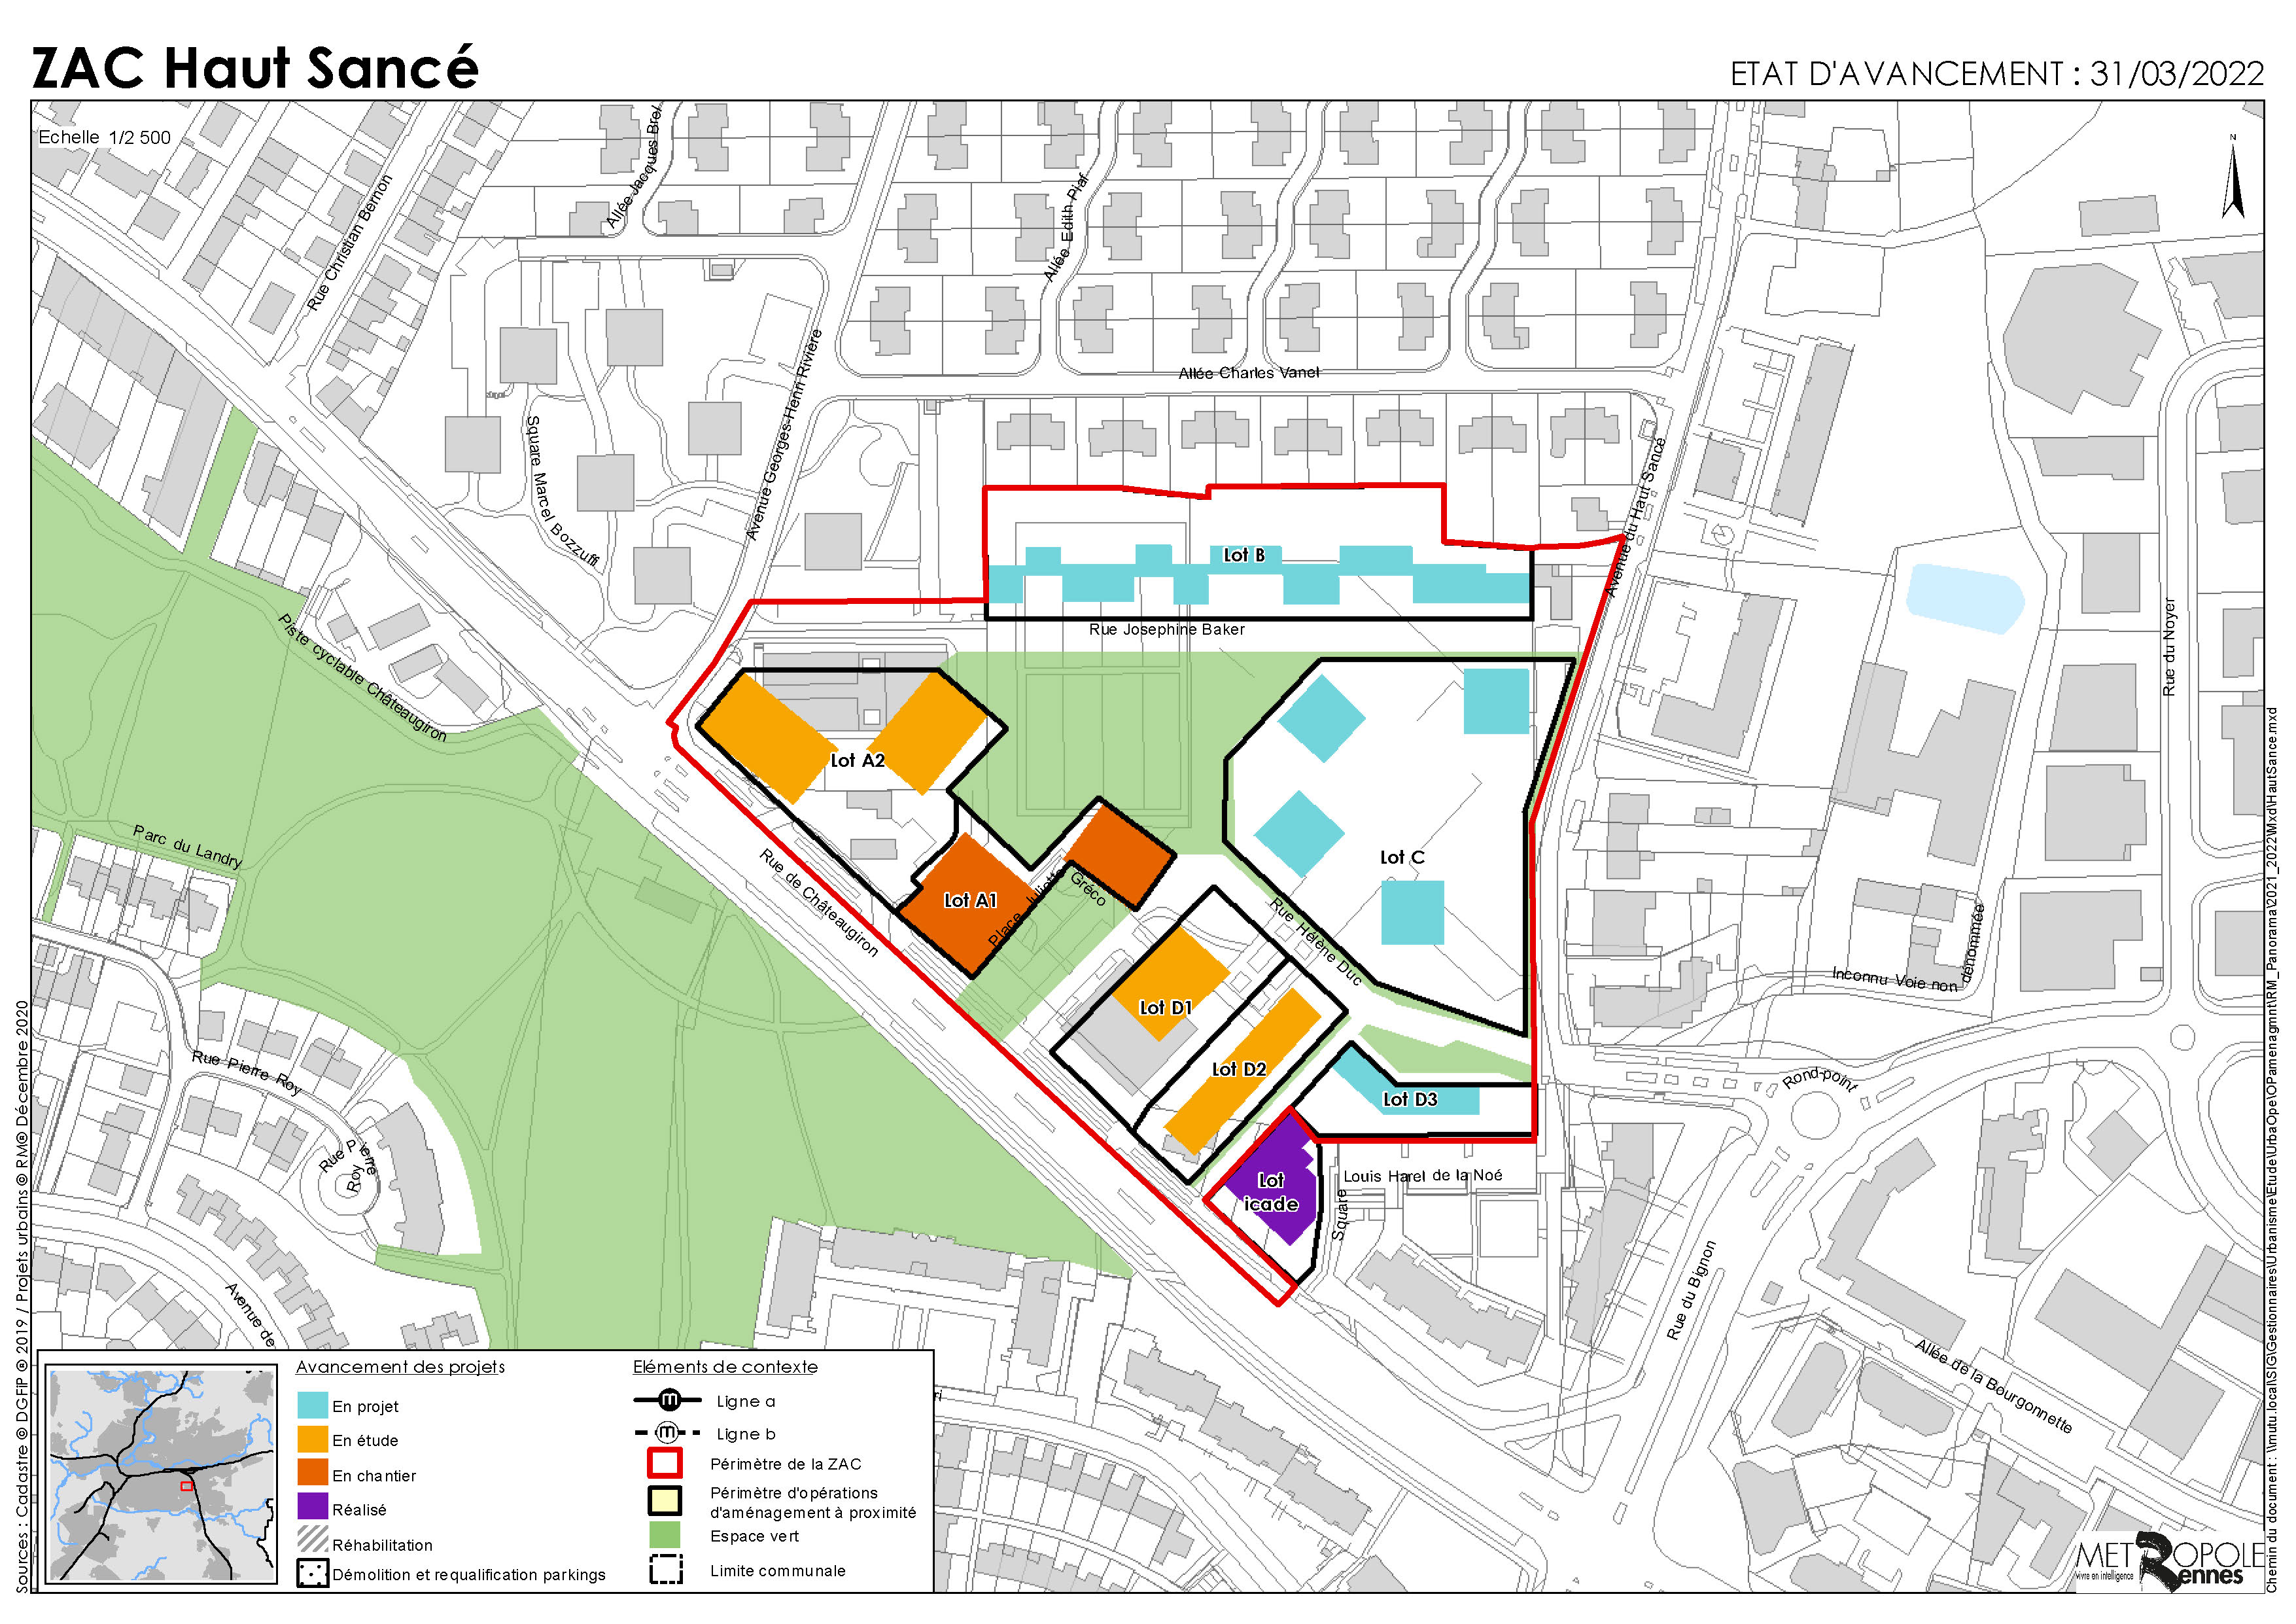 ZAC Haut Sancé
ETAT D'AVANCEMENT : 31/03/2022
Echelle 1/2 500
N
Allée Jacques Brel
Rue Christian Bernon
Allée Edith Piaf
Avenue Georges-Henri Rivière
Allée Charles Vanel
Square Marcel Bozzuffi
Avenue du Haut Sancé
Avenue du Haut Sancé
Lot B
Rue Josephine Baker
Rue du Noyer
Piste cyclable Châteaugiron
Lot A2
Parc du Landry
Rue de Châteaugiron
Lot C
Lot A1
Place Juliette Gréco
Rue Hélène Duc
Inconnu Voie non dénommée
Lot D1
Rue Pierre Roy
Lot D2
Rond-point
Lot D3
Rue Pierre Roy
Lot
icade
Louis Harel de la Noé
Square
Rue du Bignon
Avenue de
Allée de la Bourgonnette
ri
Avancement des projets
En projet
En étude
En chantier
Réalisé
Réhabilitation
Démolition et requalification parkings
Eléments de contexte
m Ligne a
m Ligne b
Périmètre de la ZAC
Périmètre d'opérations
d'aménagement à proximité
Espace vert
Limite communale
METROPOLE
Rennes
vivre en intelligence
Sources : Cadastre © DGFIP ® 2019 / Projets urbains © RM® Décembre 2020
Chemin du document : \\mutu.local\SIG\Gestionnaires\Urbanisme\Etude\UrbaOpe\OPamenagmnt\RM_Panorama\2021_2022\Mxd\HautSance.mxd